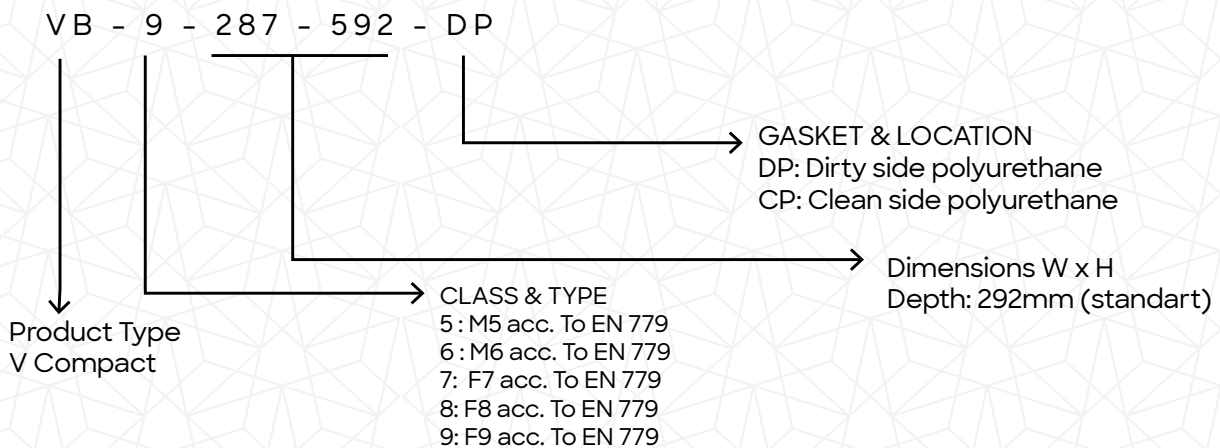 VB - 9 - 287 - 592 - DP
GASKET & LOCATION
DP: Dirty side polyurethane
CP: Clean side polyurethane
Dimensions W x H
Depth: 292mm (standart)
CLASS & TYPE
5 : M5 acc. To EN 779
6 : M6 acc. To EN 779
7: F7 acc. To EN 779
8: F8 acc. To EN 779
9: F9 acc. To EN 779
Product Type
V Compact